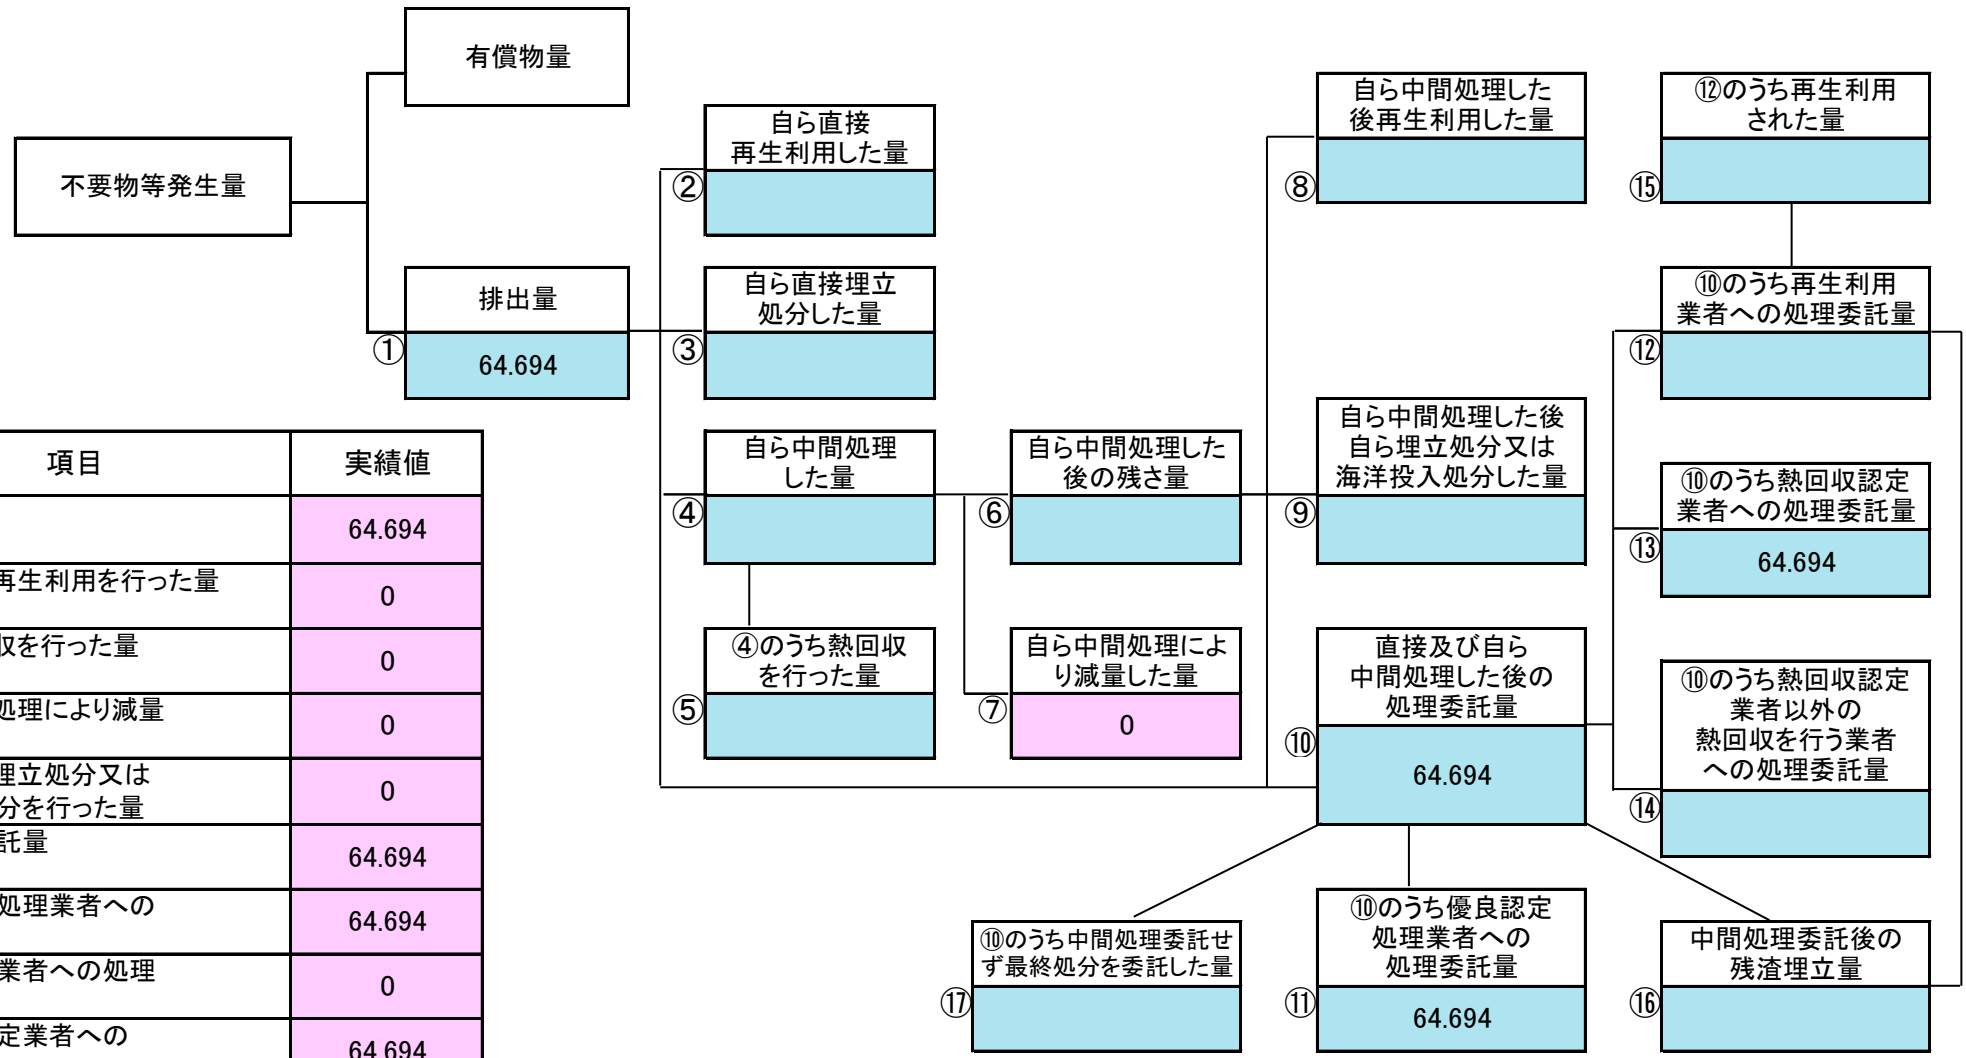 有償物量
不要物等発生量
排出量
①
64.694
自ら直接
再生利用した量
②
自ら直接埋立
処分した量
③
自ら中間処理
した量
④
④のうち熱回収
を行った量
⑤
自ら中間処理した
後の残さ量
⑥
自ら中間処理によ
り減量した量
⑦
0
自ら中間処理した
後再生利用した量
⑧
自ら中間処理した後
自ら埋立処分又は
海洋投入処分した量
⑨
直接及び自ら
中間処理した後の
処理委託量
⑩
64.694
⑫のうち再生利用
された量
⑮
⑩のうち再生利用
業者への処理委託量
⑫
⑩のうち熱回収認定
業者への処理委託量
⑬
64.694
⑩のうち熱回収認定
業者以外の
熱回収を行う業者
への処理委託量
⑭
⑩のうち中間処理委託せ
ず最終処分を委託した量
⑰
⑩のうち優良認定
処理業者への
処理委託量
⑪
64.694
中間処理委託後の
残渣埋立量
⑯
項目
実績値
64.694
再生利用を行った量
0
収を行った量
0
処理により減量
0
埋立処分又は
分を行った量
0
託量
64.694
処理業者への
64.694
業者への処理
0
定業者への
64.694